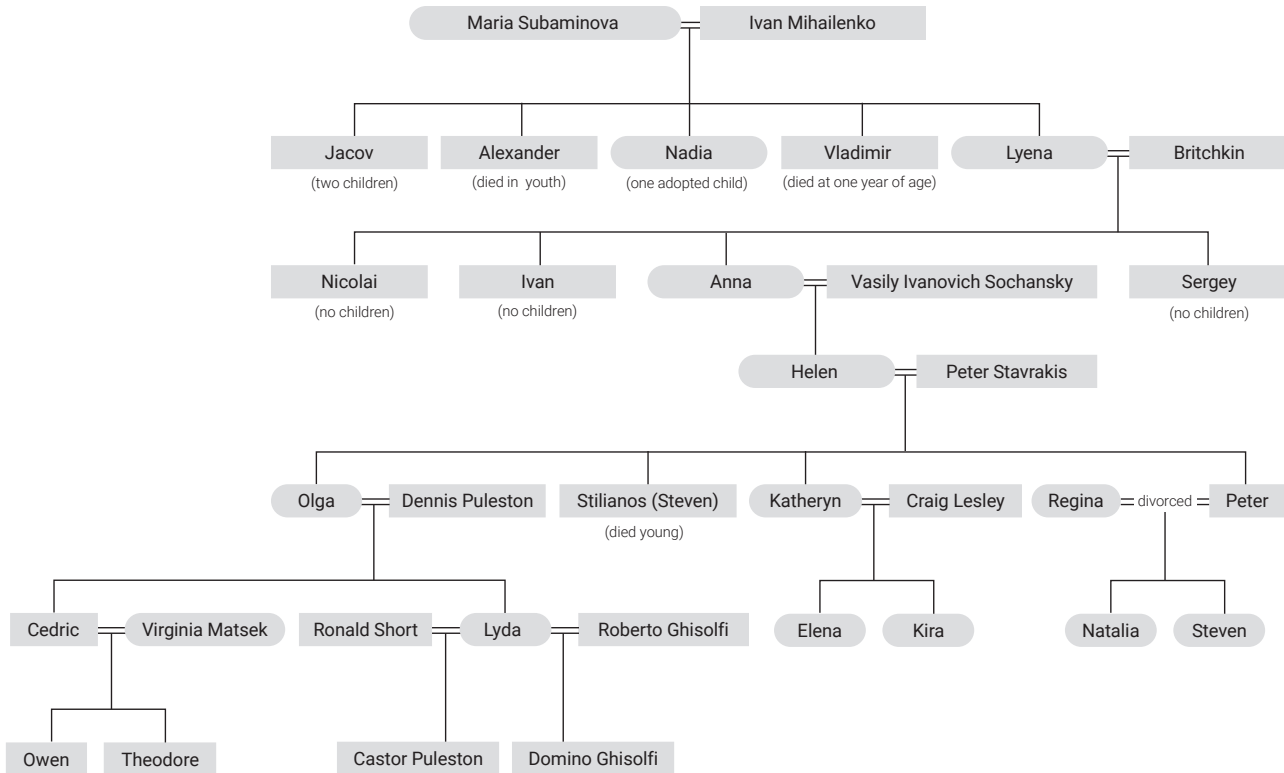 Maria Subaminova
Ivan Mihailenko
Jacov
Alexander
Nadia
Vladimir
Lyena
Britchkin
(two children)
(died in youth)
(one adopted child)
(died at one year of age)
Nicolai
Ivan
Anna
Vasily Ivanovich Sochansky
Sergey
(no children)
(no children)
(no children)
Helen
Peter Stavrakis
Olga
Dennis Puleston
Stilianos (Steven)
Katheryn
Craig Lesley
Regina
divorced
Peter
(died young)
Cedric
Virginia Matsek
Ronald Short
Lyda
Roberto Ghisolfi
Elena
Kira
Natalia
Steven
Owen
Theodore
Castor Puleston
Domino Ghisolfi